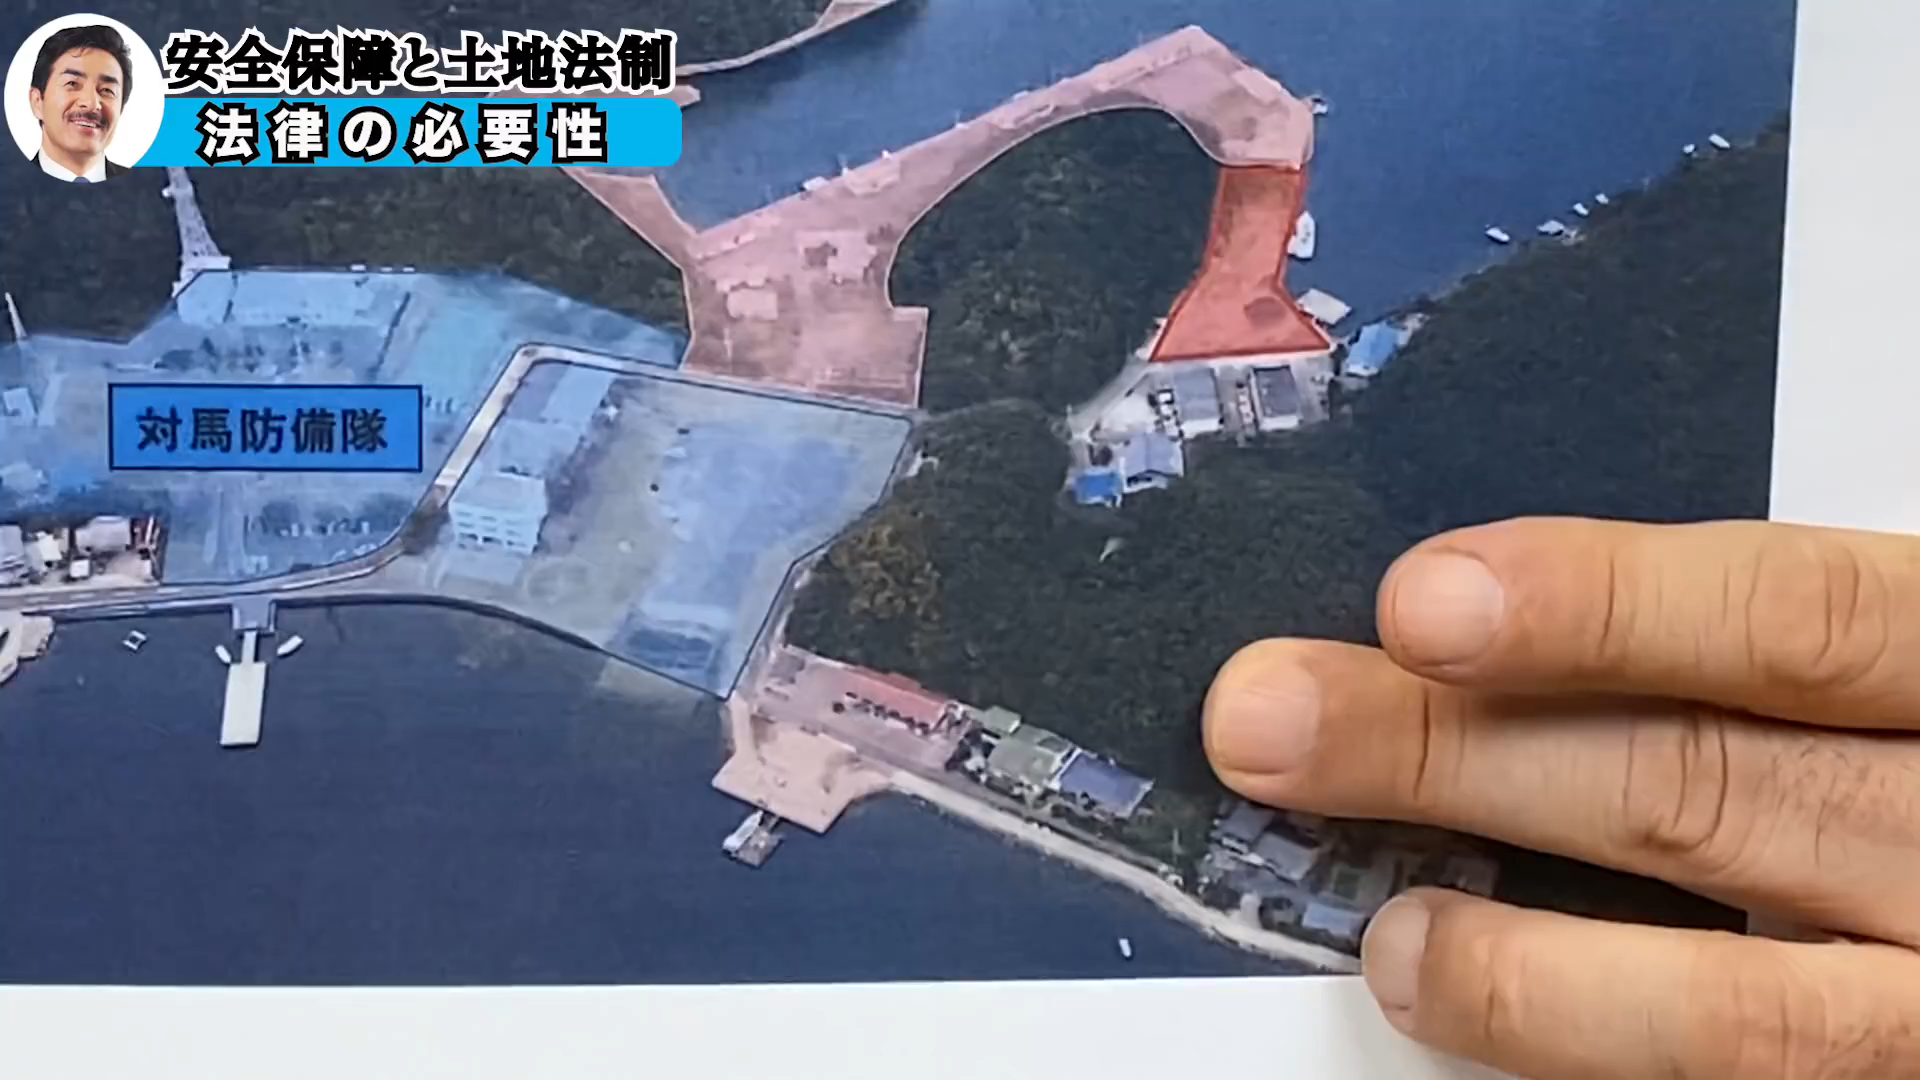 安全保障と土地法制
法律の必要性
対馬防備隊